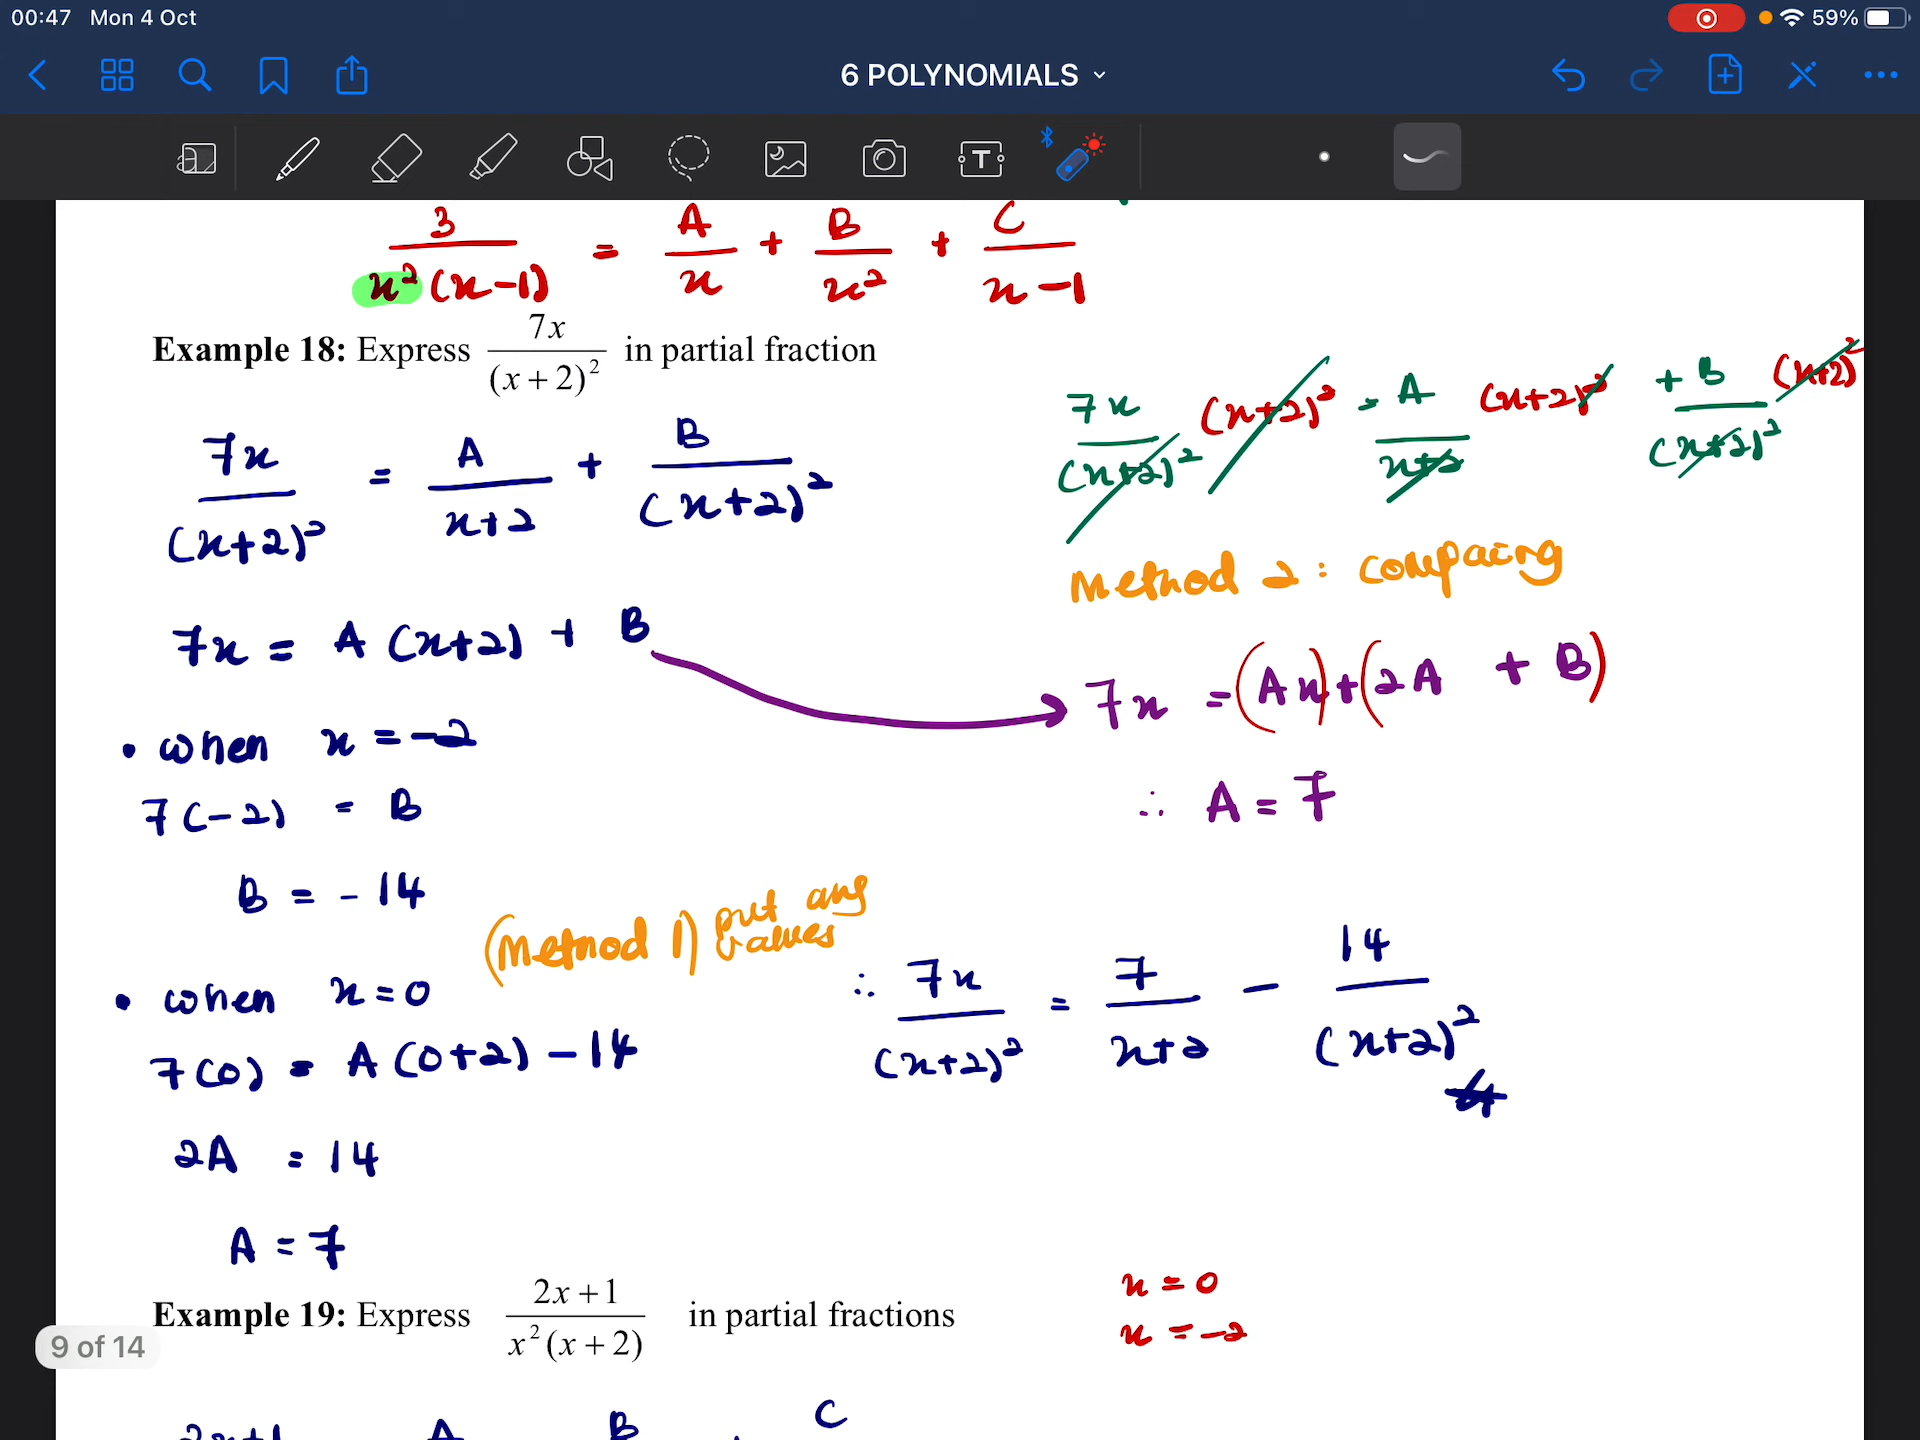 00:47 Mon 4 Oct
59%
6 POLYNOMIALS
T
3/(x²(x-1)) = A/x + B/x² + C/(x-1)
Example 18: Express 7x/(x+2)² in partial fraction
7x/(x+2)² = A/(x+2) + B/(x+2)²
7x/(x+2)² (x+2)² = A/(x+2) (x+2)² + B/(x+2)² (x+2)²
Method 2: comparing
7x = A(x+2) + B
7x = (Ax)+(2A + B)
• when x = -2
7(-2) = B
∴ A = 7
B = -14
(Method 1) put any values
• when x = 0
7(0) = A(0+2) - 14
∴ 7x/(x+2)² = 7/(x+2) - 14/(x+2)²
2A = 14
A = 7
x = 0
x = -2
Example 19: Express (2x+1)/(x²(x+2)) in partial fractions
9 of 14
2x+1 A B C